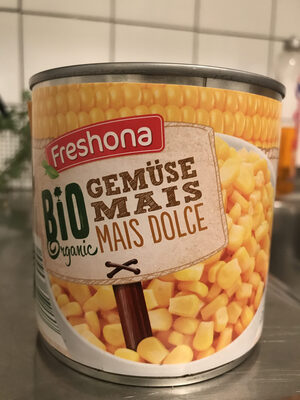 Freshona
BiO
organic
GEMÜSE
MAIS
MAIS DOLCE